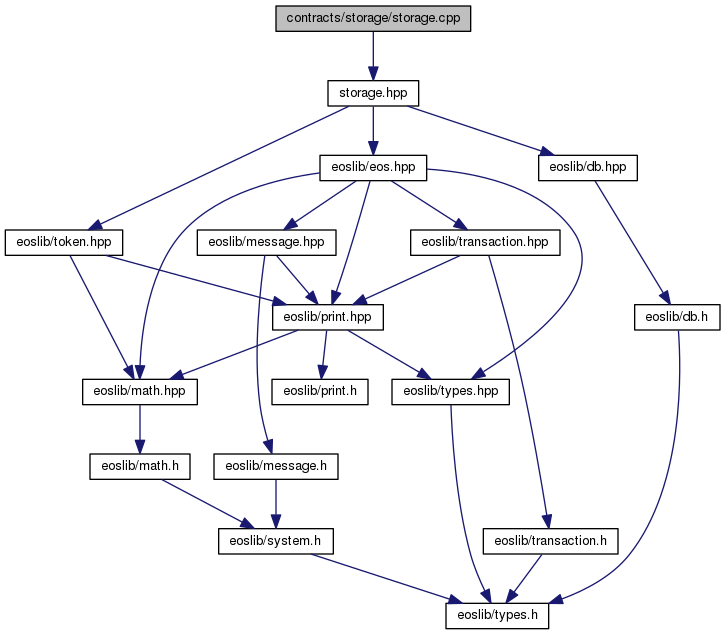 contracts/storage/storage.cpp
storage.hpp
eoslib/eos.hpp
eoslib/db.hpp
eoslib/token.hpp
eoslib/message.hpp
eoslib/transaction.hpp
eoslib/print.hpp
eoslib/db.h
eoslib/math.hpp
eoslib/print.h
eoslib/types.hpp
eoslib/math.h
eoslib/message.h
eoslib/system.h
eoslib/transaction.h
eoslib/types.h